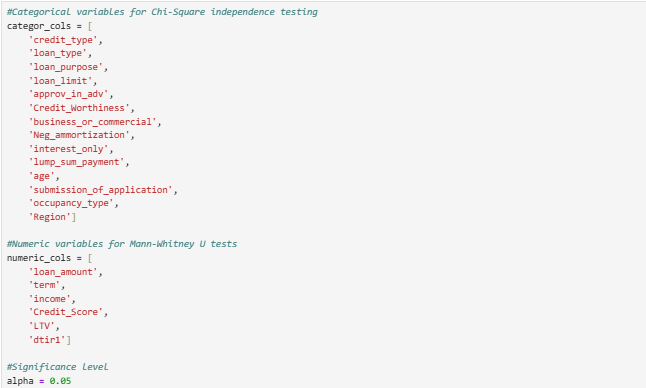 #Categorical variables for Chi-Square independence testing
categor_cols = [
    'credit_type',
    'loan_type',
    'loan_purpose',
    'loan_limit',
    'approv_in_adv',
    'Credit_Worthiness',
    'business_or_commercial',
    'Neg_ammortization',
    'interest_only',
    'lump_sum_payment',
    'age',
    'submission_of_application',
    'occupancy_type',
    'Region']

#Numeric variables for Mann-Whitney U tests
numeric_cols = [
    'loan_amount',
    'term',
    'income',
    'Credit_Score',
    'LTV',
    'dtir1']

#Significance Level
alpha = 0.05